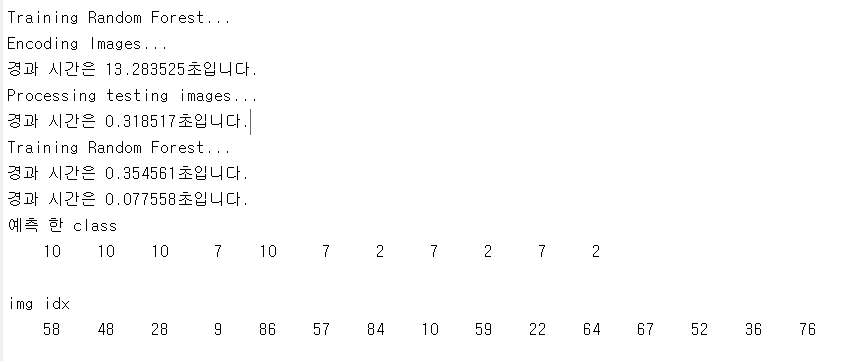 Training Random Forest...
Encoding Images...
경과 시간은 13.283525초입니다.
Processing testing images...
경과 시간은 0.318517초입니다.
Training Random Forest...
경과 시간은 0.354561초입니다.
경과 시간은 0.077558초입니다.
예측 한 class
10 10 10 7 10 7 2 7 2 7 2
img idx
58 48 28 9 86 57 84 10 59 22 64 67 52 36 76